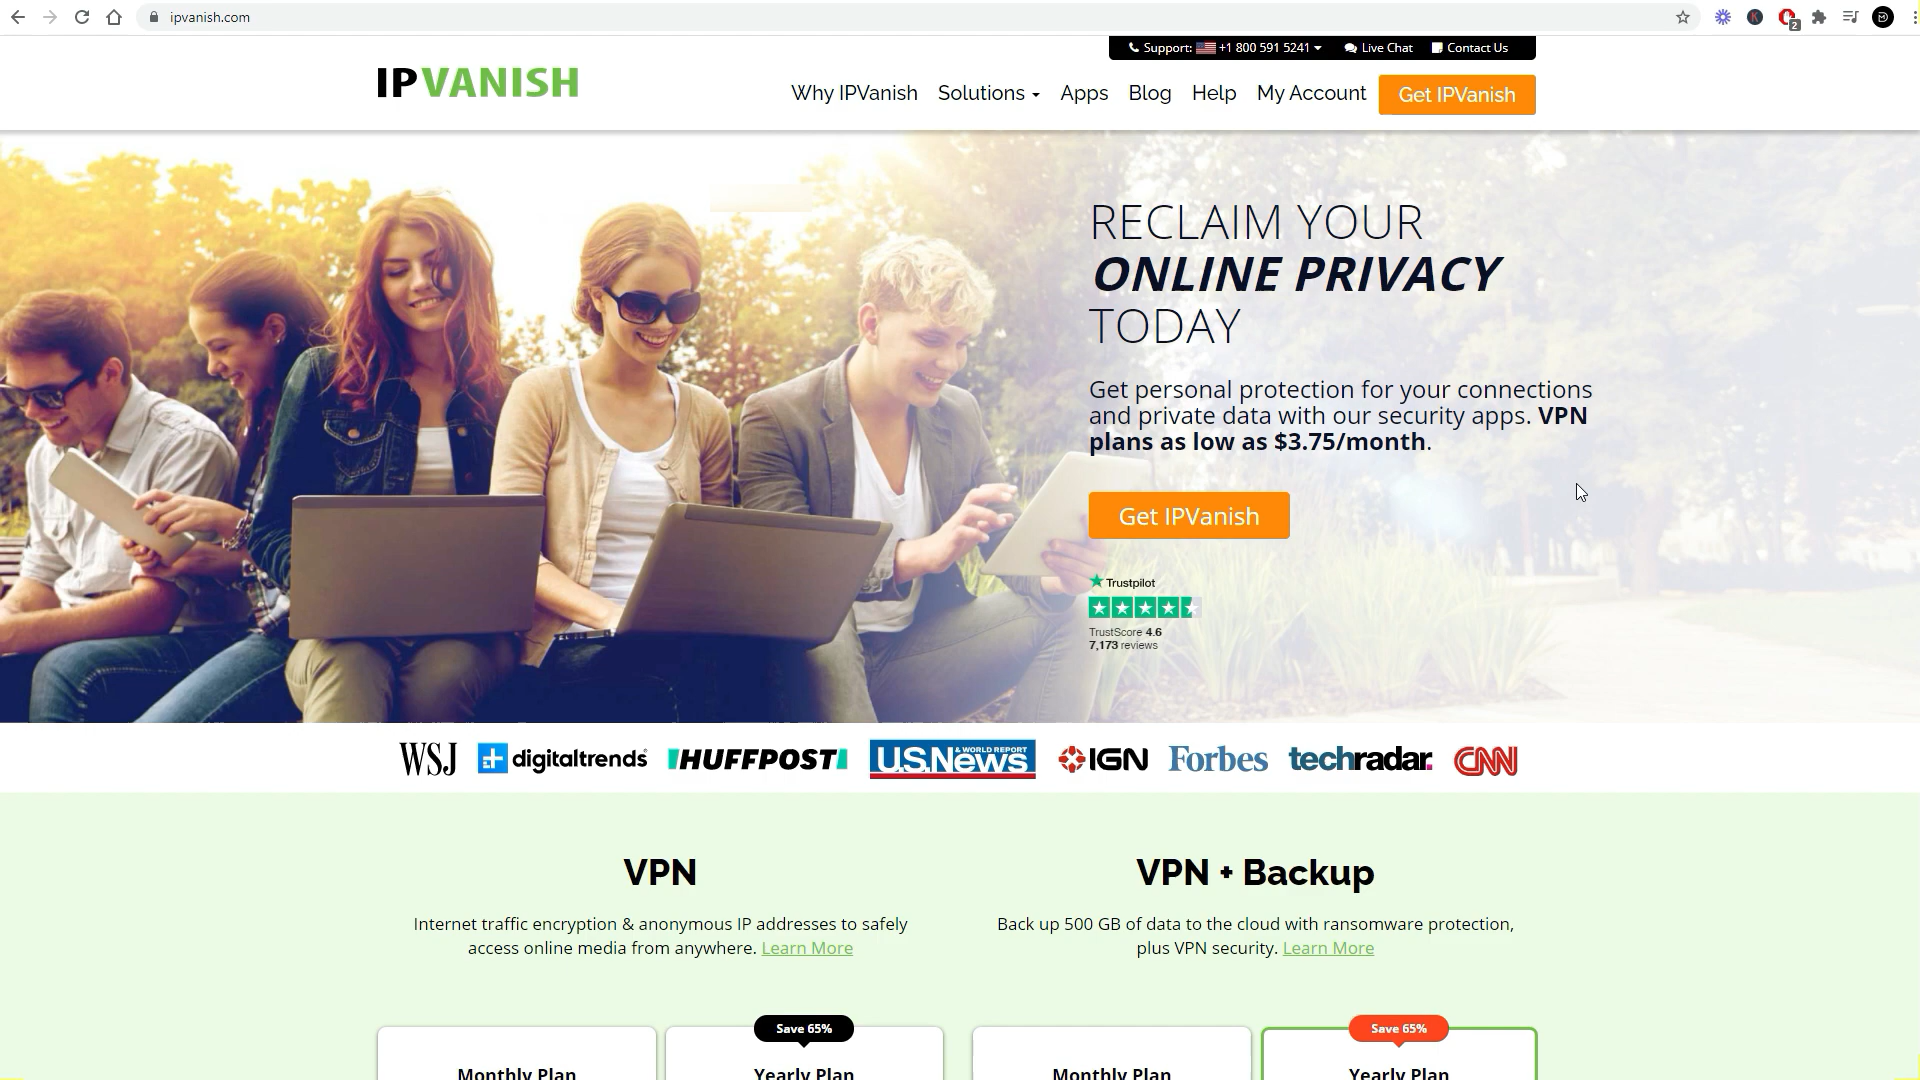 ipvanish.com
2
Support: +1 800 591 5241 Live Chat Contact Us
IPVANISH
Why IPVanish Solutions Apps Blog Help My Account Get IPVanish
RECLAIM YOUR
ONLINE PRIVACY
TODAY
Get personal protection for your connections
and private data with our security apps. VPN
plans as low as $3.75/month.
Get IPVanish
Trustpilot
TrustScore 4.6
7,173 reviews
WSJ digitaltrends HUFFPOST U.S.News & WORLD REPORT IGN Forbes techradar. CNN
VPN
Internet traffic encryption & anonymous IP addresses to safely
access online media from anywhere. Learn More
VPN + Backup
Back up 500 GB of data to the cloud with ransomware protection,
plus VPN security. Learn More
Monthly Plan
Save 65%
Yearly Plan
Monthly Plan
Save 65%
Yearly Plan